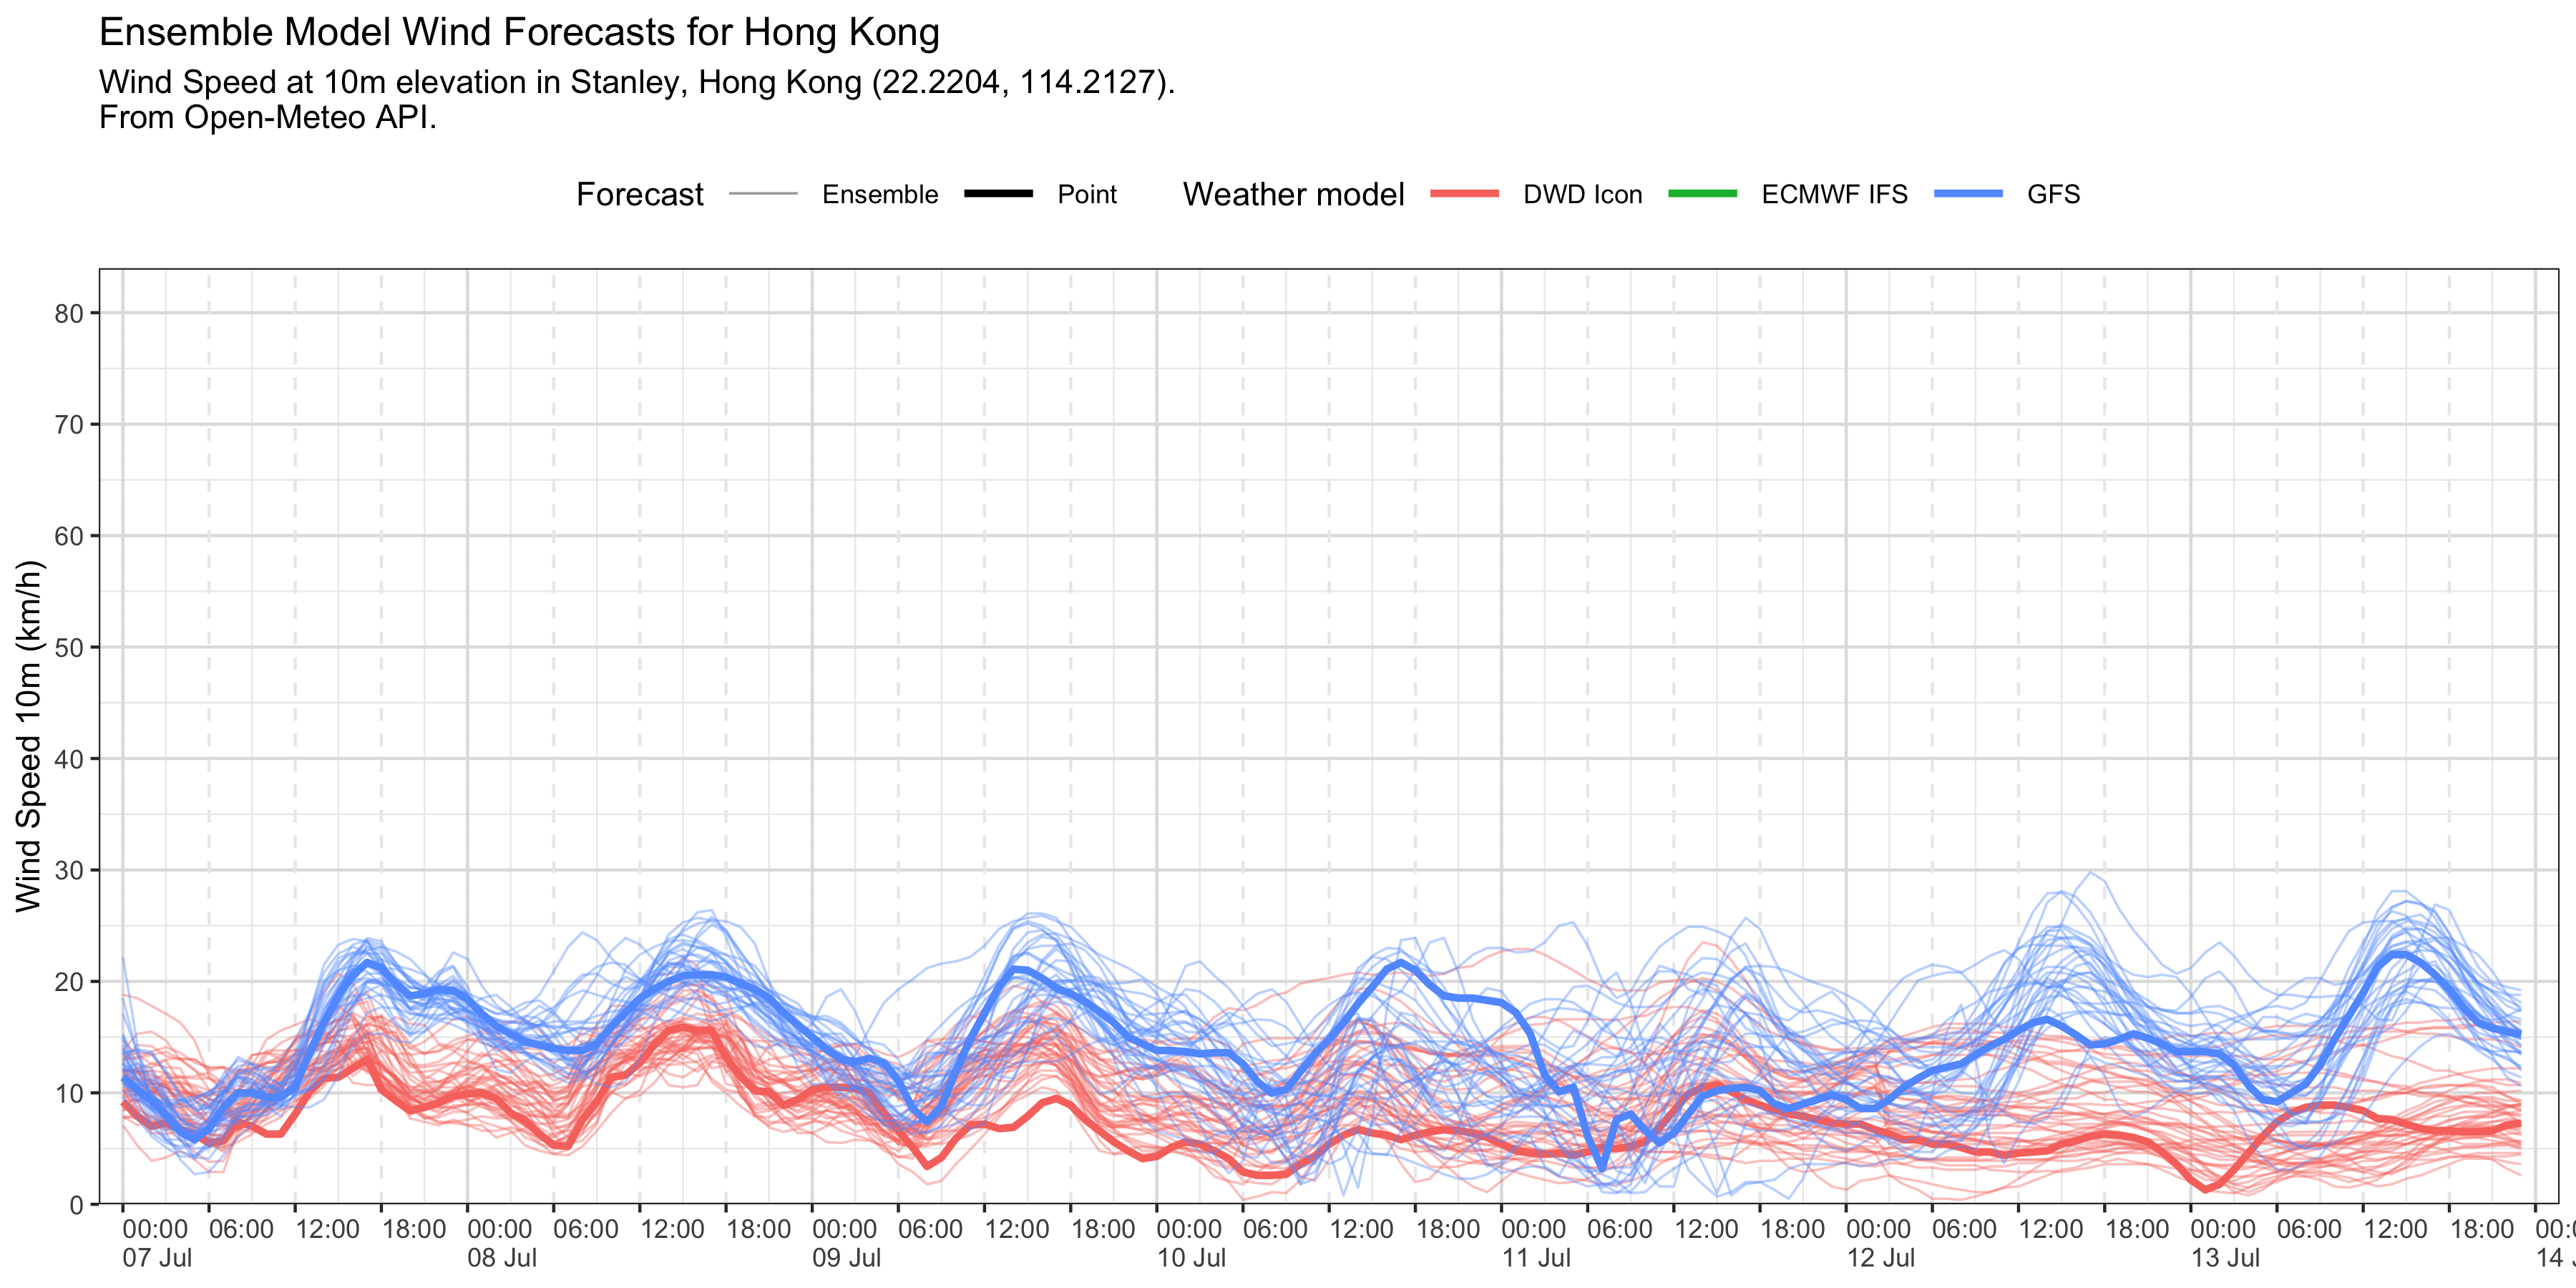 Ensemble Model Wind Forecasts for Hong Kong
Wind Speed at 10m elevation in Stanley, Hong Kong (22.2204, 114.2127).
From Open-Meteo API.
Forecast Ensemble Point Weather model DWD Icon ECMWF IFS GFS
Wind Speed 10m (km/h)
80
70
60
50
40
30
20
10
0
00:00 06:00 12:00 18:00 00:00 06:00 12:00 18:00 00:00 06:00 12:00 18:00 00:00 06:00 12:00 18:00 00:00 06:00 12:00 18:00 00:00 06:00 12:00 18:00 00:00 06:00 12:00 18:00
07 Jul 08 Jul 09 Jul 10 Jul 11 Jul 12 Jul 13 Jul 14